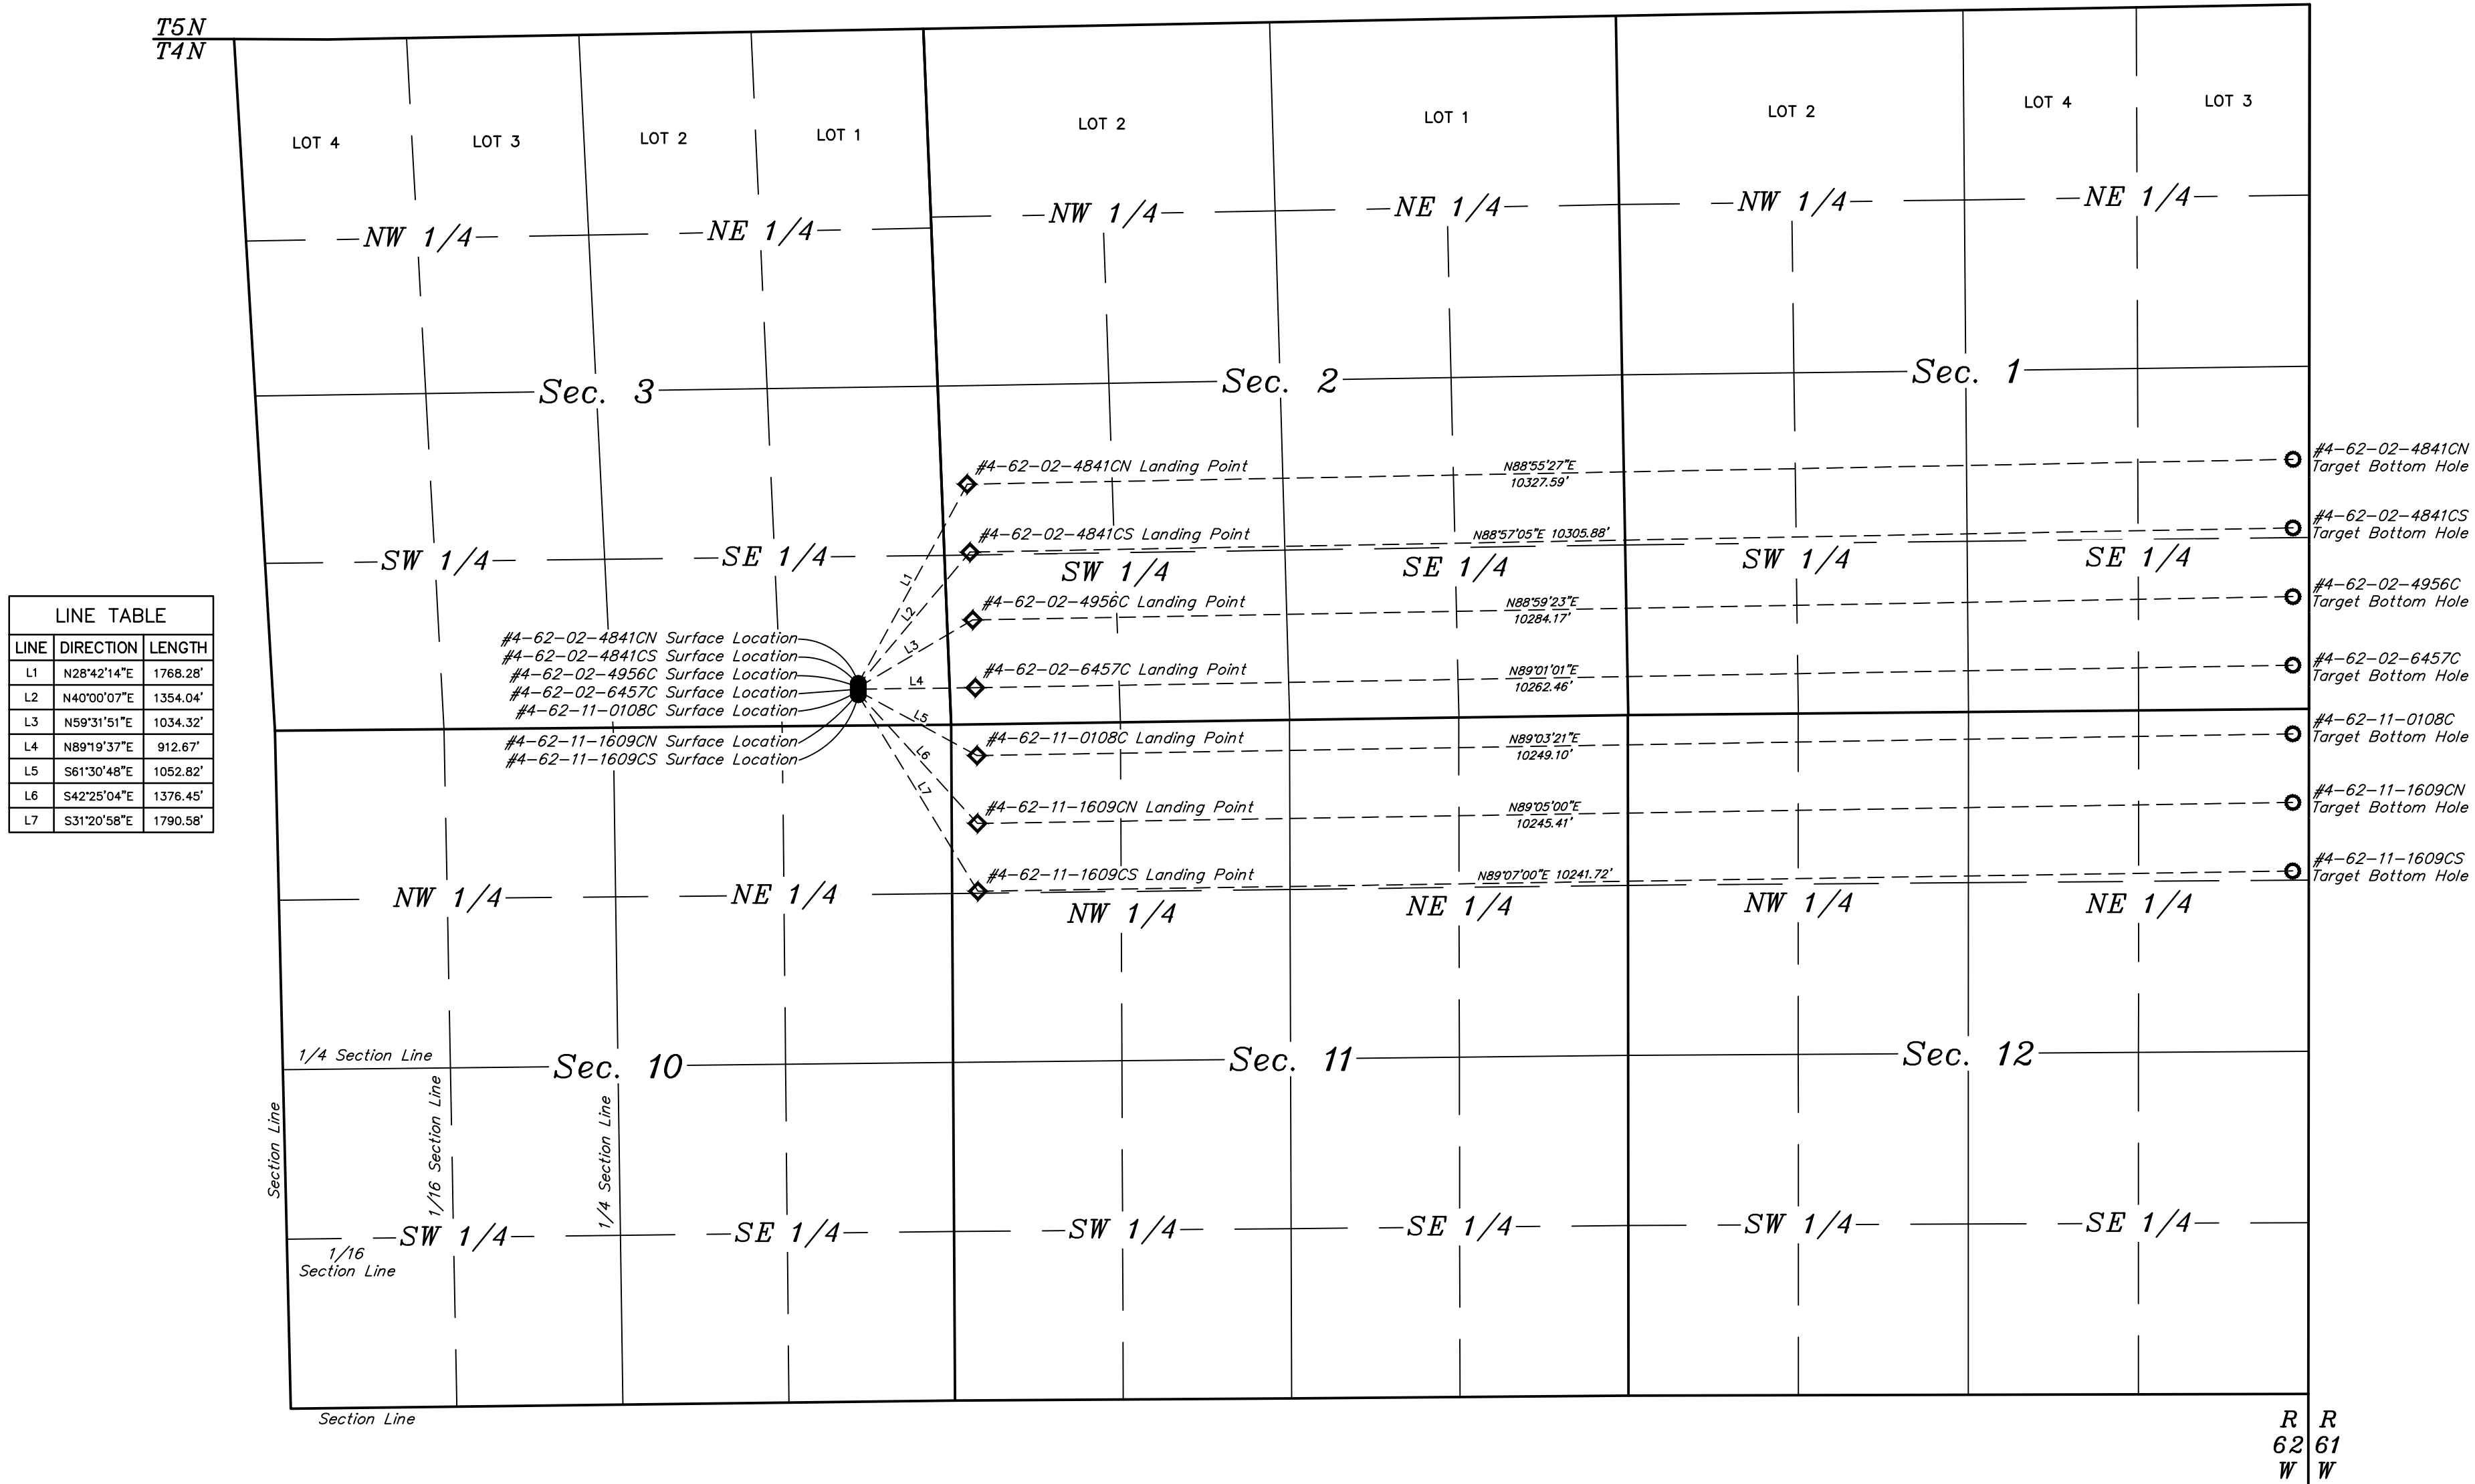 T5N
T4N
LOT 4
LOT 3
LOT 2
LOT 1
LOT 2
LOT 1
LOT 2
LOT 4
LOT 3
NW 1/4
NE 1/4
NW 1/4
NE 1/4
NW 1/4
NE 1/4
Sec. 3
Sec. 2
Sec. 1
#4-62-02-4841CN Landing Point
N88°55'27"E
10327.59'
#4-62-02-4841CN
Target Bottom Hole
#4-62-02-4841CS Landing Point
N88°57'05"E 10305.88'
#4-62-02-4841CS
Target Bottom Hole
SW 1/4
SE 1/4
SW 1/4
SE 1/4
SW 1/4
SE 1/4
L1
L2
L3
L4
L5
L6
L7
#4-62-02-4956C Landing Point
N88°59'23"E
10284.17'
#4-62-02-4956C
Target Bottom Hole
#4-62-02-6457C Landing Point
N89°01'01"E
10262.46'
#4-62-02-6457C
Target Bottom Hole
#4-62-02-4841CN Surface Location
#4-62-02-4841CS Surface Location
#4-62-02-4956C Surface Location
#4-62-02-6457C Surface Location
#4-62-11-0108C Surface Location
#4-62-11-1609CN Surface Location
#4-62-11-1609CS Surface Location
LINE TABLE
LINE DIRECTION LENGTH
L1 N28°42'14"E 1768.28'
L2 N40°00'07"E 1354.04'
L3 N59°31'51"E 1034.32'
L4 N89°19'37"E 912.67'
L5 S61°30'48"E 1052.82'
L6 S42°25'04"E 1376.45'
L7 S31°20'58"E 1790.58'
#4-62-11-0108C Landing Point
N89°03'21"E
10249.10'
#4-62-11-0108C
Target Bottom Hole
#4-62-11-1609CN Landing Point
N89°05'00"E
10245.41'
#4-62-11-1609CN
Target Bottom Hole
#4-62-11-1609CS Landing Point
N89°07'00"E 10241.72'
#4-62-11-1609CS
Target Bottom Hole
NW 1/4
NE 1/4
NW 1/4
NE 1/4
NW 1/4
NE 1/4
1/4 Section Line
Sec. 10
Sec. 11
Sec. 12
Section Line
1/16 Section Line
1/4 Section Line
SW 1/4
SE 1/4
SW 1/4
SE 1/4
SW 1/4
SE 1/4
1/16
Section Line
Section Line
R R
62 61
W W